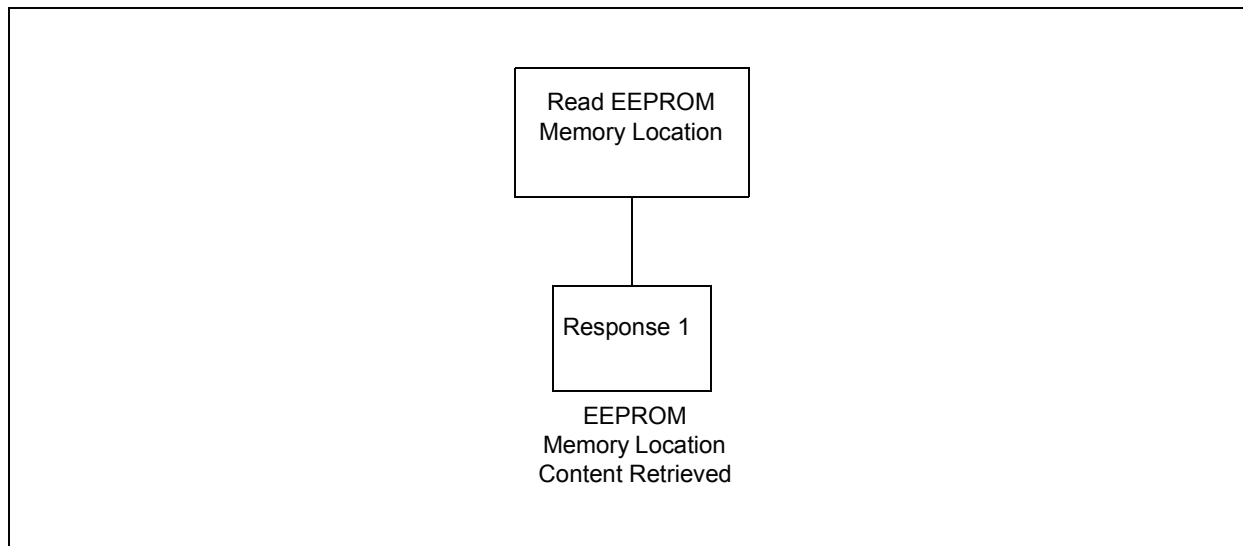 Read EEPROM
Memory Location
Response 1
EEPROM
Memory Location
Content Retrieved